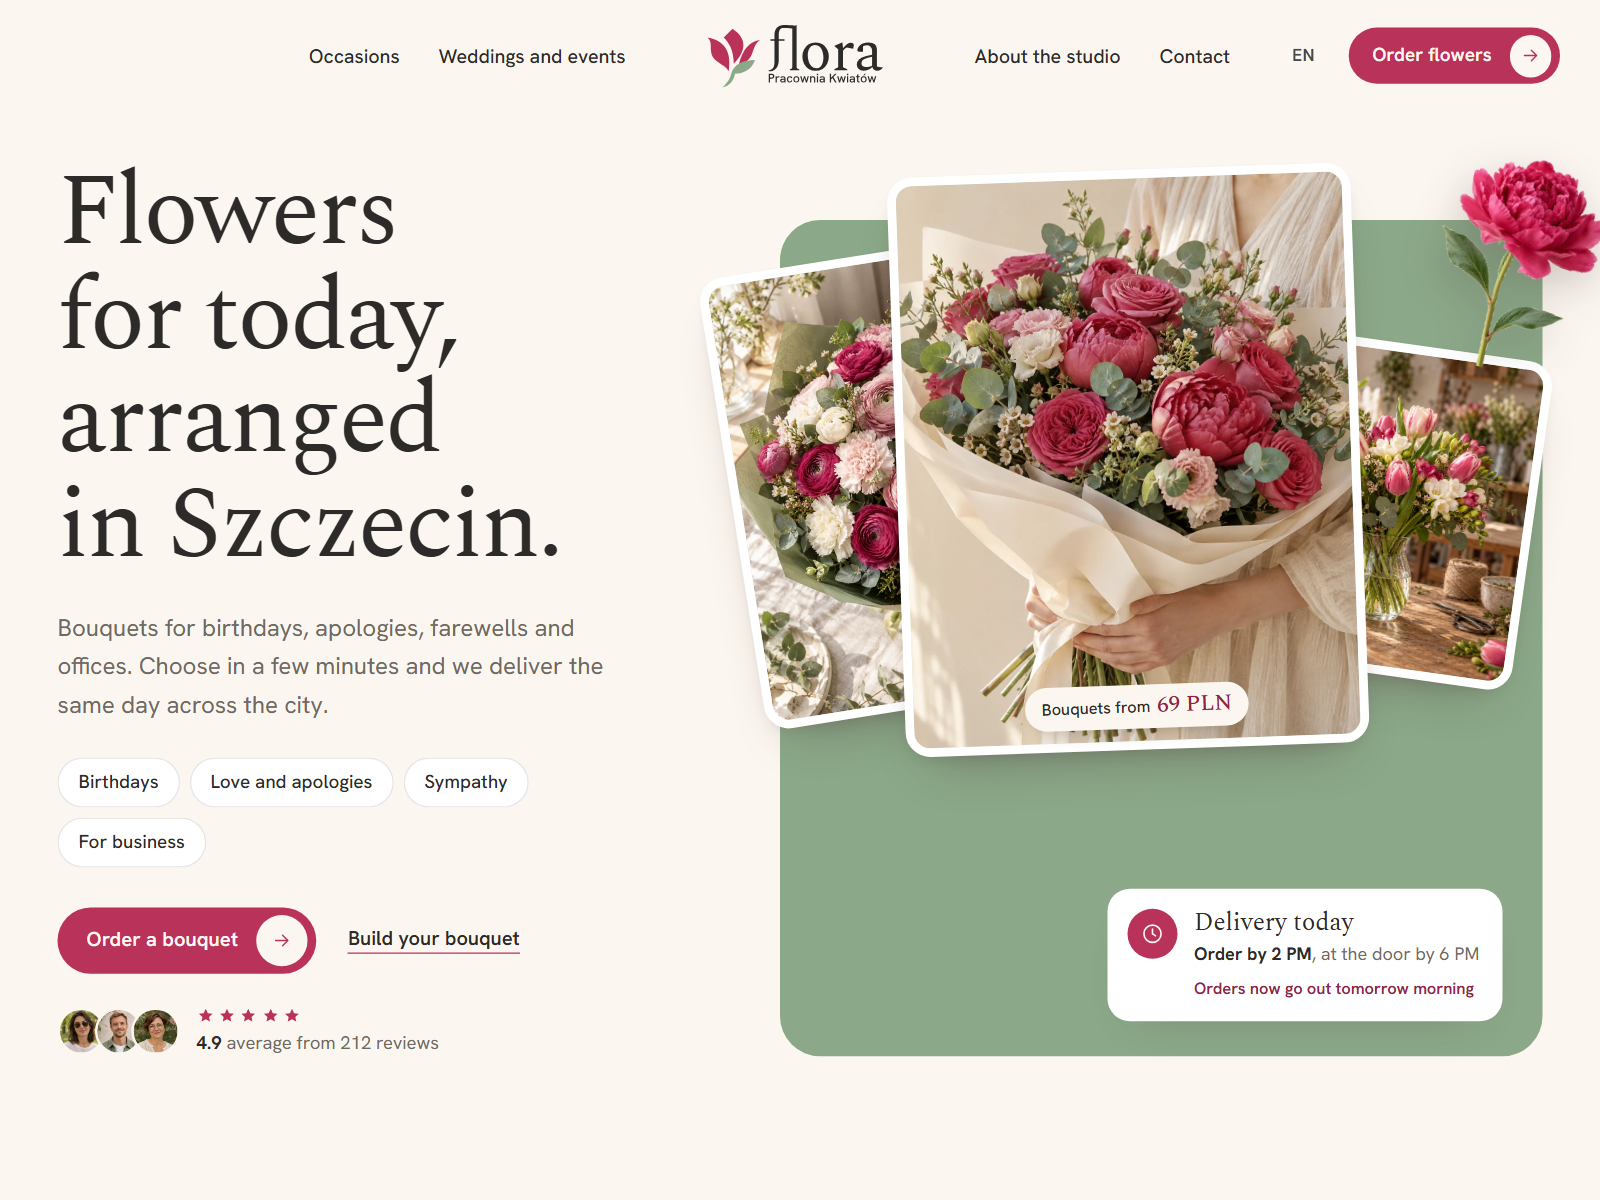 Occasions
Weddings and events
flora
Pracownia Kwiatów
About the studio
Contact
EN
Order flowers
Flowers
for today,
arranged
in Szczecin.
Bouquets for birthdays, apologies, farewells and
offices. Choose in a few minutes and we deliver the
same day across the city.
Birthdays
Love and apologies
Sympathy
For business
Order a bouquet
Build your bouquet
4.9 average from 212 reviews
Bouquets from 69 PLN
Delivery today
Order by 2 PM, at the door by 6 PM
Orders now go out tomorrow morning